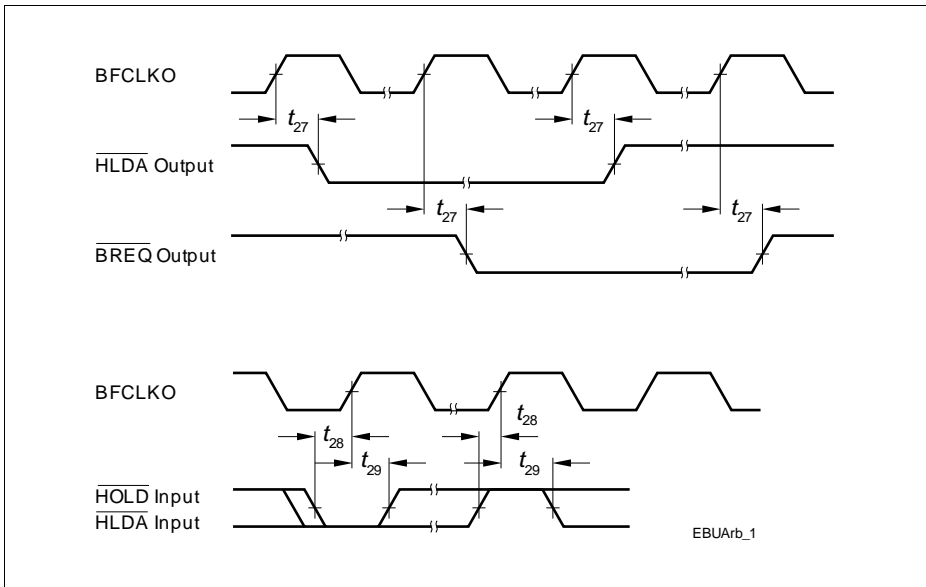 BFCLKO
t27 t27
HLDA Output
t27 t27
BREQ Output
BFCLKO
t28 t28
t29 t29
HOLD Input
HLDA Input
EBUArb_1